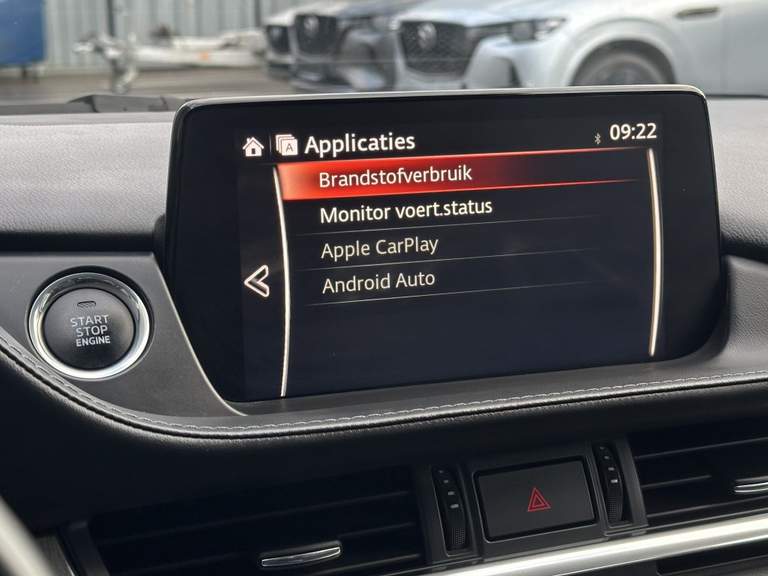 A Applicaties 09:22
Brandstofverbruik
Monitor voert.status
Apple CarPlay
Android Auto
START
STOP
ENGINE